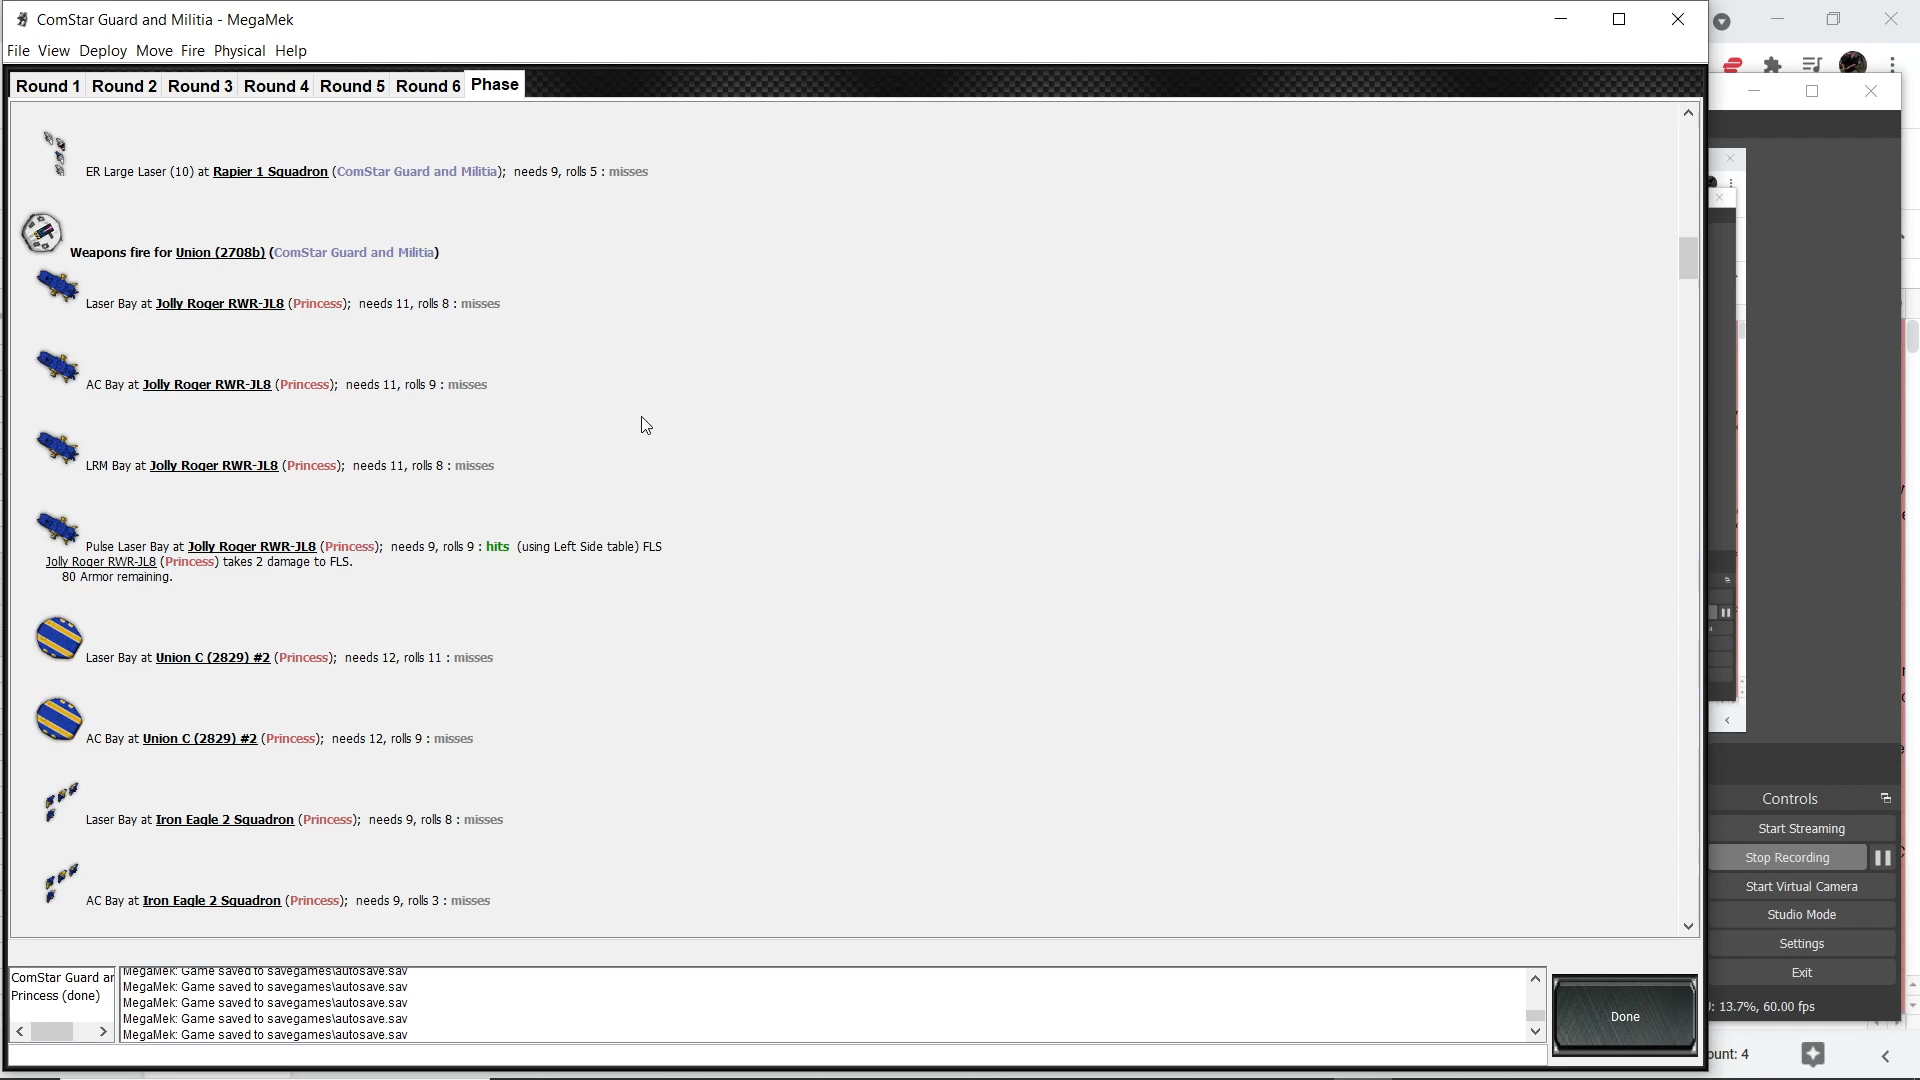 ComStar Guard and Militia - MegaMek
File View Deploy Move Fire Physical Help
Round 1 Round 2 Round 3 Round 4 Round 5 Round 6 Phase
ER Large Laser (10) at Rapier 1 Squadron (ComStar Guard and Militia); needs 9, rolls 5 : misses
Weapons fire for Union (2708b) (ComStar Guard and Militia)
Laser Bay at Jolly Roger RWR-JL8 (Princess); needs 11, rolls 8 : misses
AC Bay at Jolly Roger RWR-JL8 (Princess); needs 11, rolls 9 : misses
LRM Bay at Jolly Roger RWR-JL8 (Princess); needs 11, rolls 8 : misses
Pulse Laser Bay at Jolly Roger RWR-JL8 (Princess); needs 9, rolls 9 : hits (using Left Side table) FLS
Jolly Roger RWR-JL8 (Princess) takes 2 damage to FLS.
80 Armor remaining.
Laser Bay at Union C (2829) #2 (Princess); needs 12, rolls 11 : misses
AC Bay at Union C (2829) #2 (Princess); needs 12, rolls 9 : misses
Laser Bay at Iron Eagle 2 Squadron (Princess); needs 9, rolls 8 : misses
AC Bay at Iron Eagle 2 Squadron (Princess); needs 9, rolls 3 : misses
ComStar Guard ar
Princess (done)
MegaMek: Game saved to savegames\autosave.sav
MegaMek: Game saved to savegames\autosave.sav
MegaMek: Game saved to savegames\autosave.sav
MegaMek: Game saved to savegames\autosave.sav
MegaMek: Game saved to savegames\autosave.sav
Done
Controls
Start Streaming
Stop Recording
Start Virtual Camera
Studio Mode
Settings
Exit
: 13.7%, 60.00 fps
ount: 4